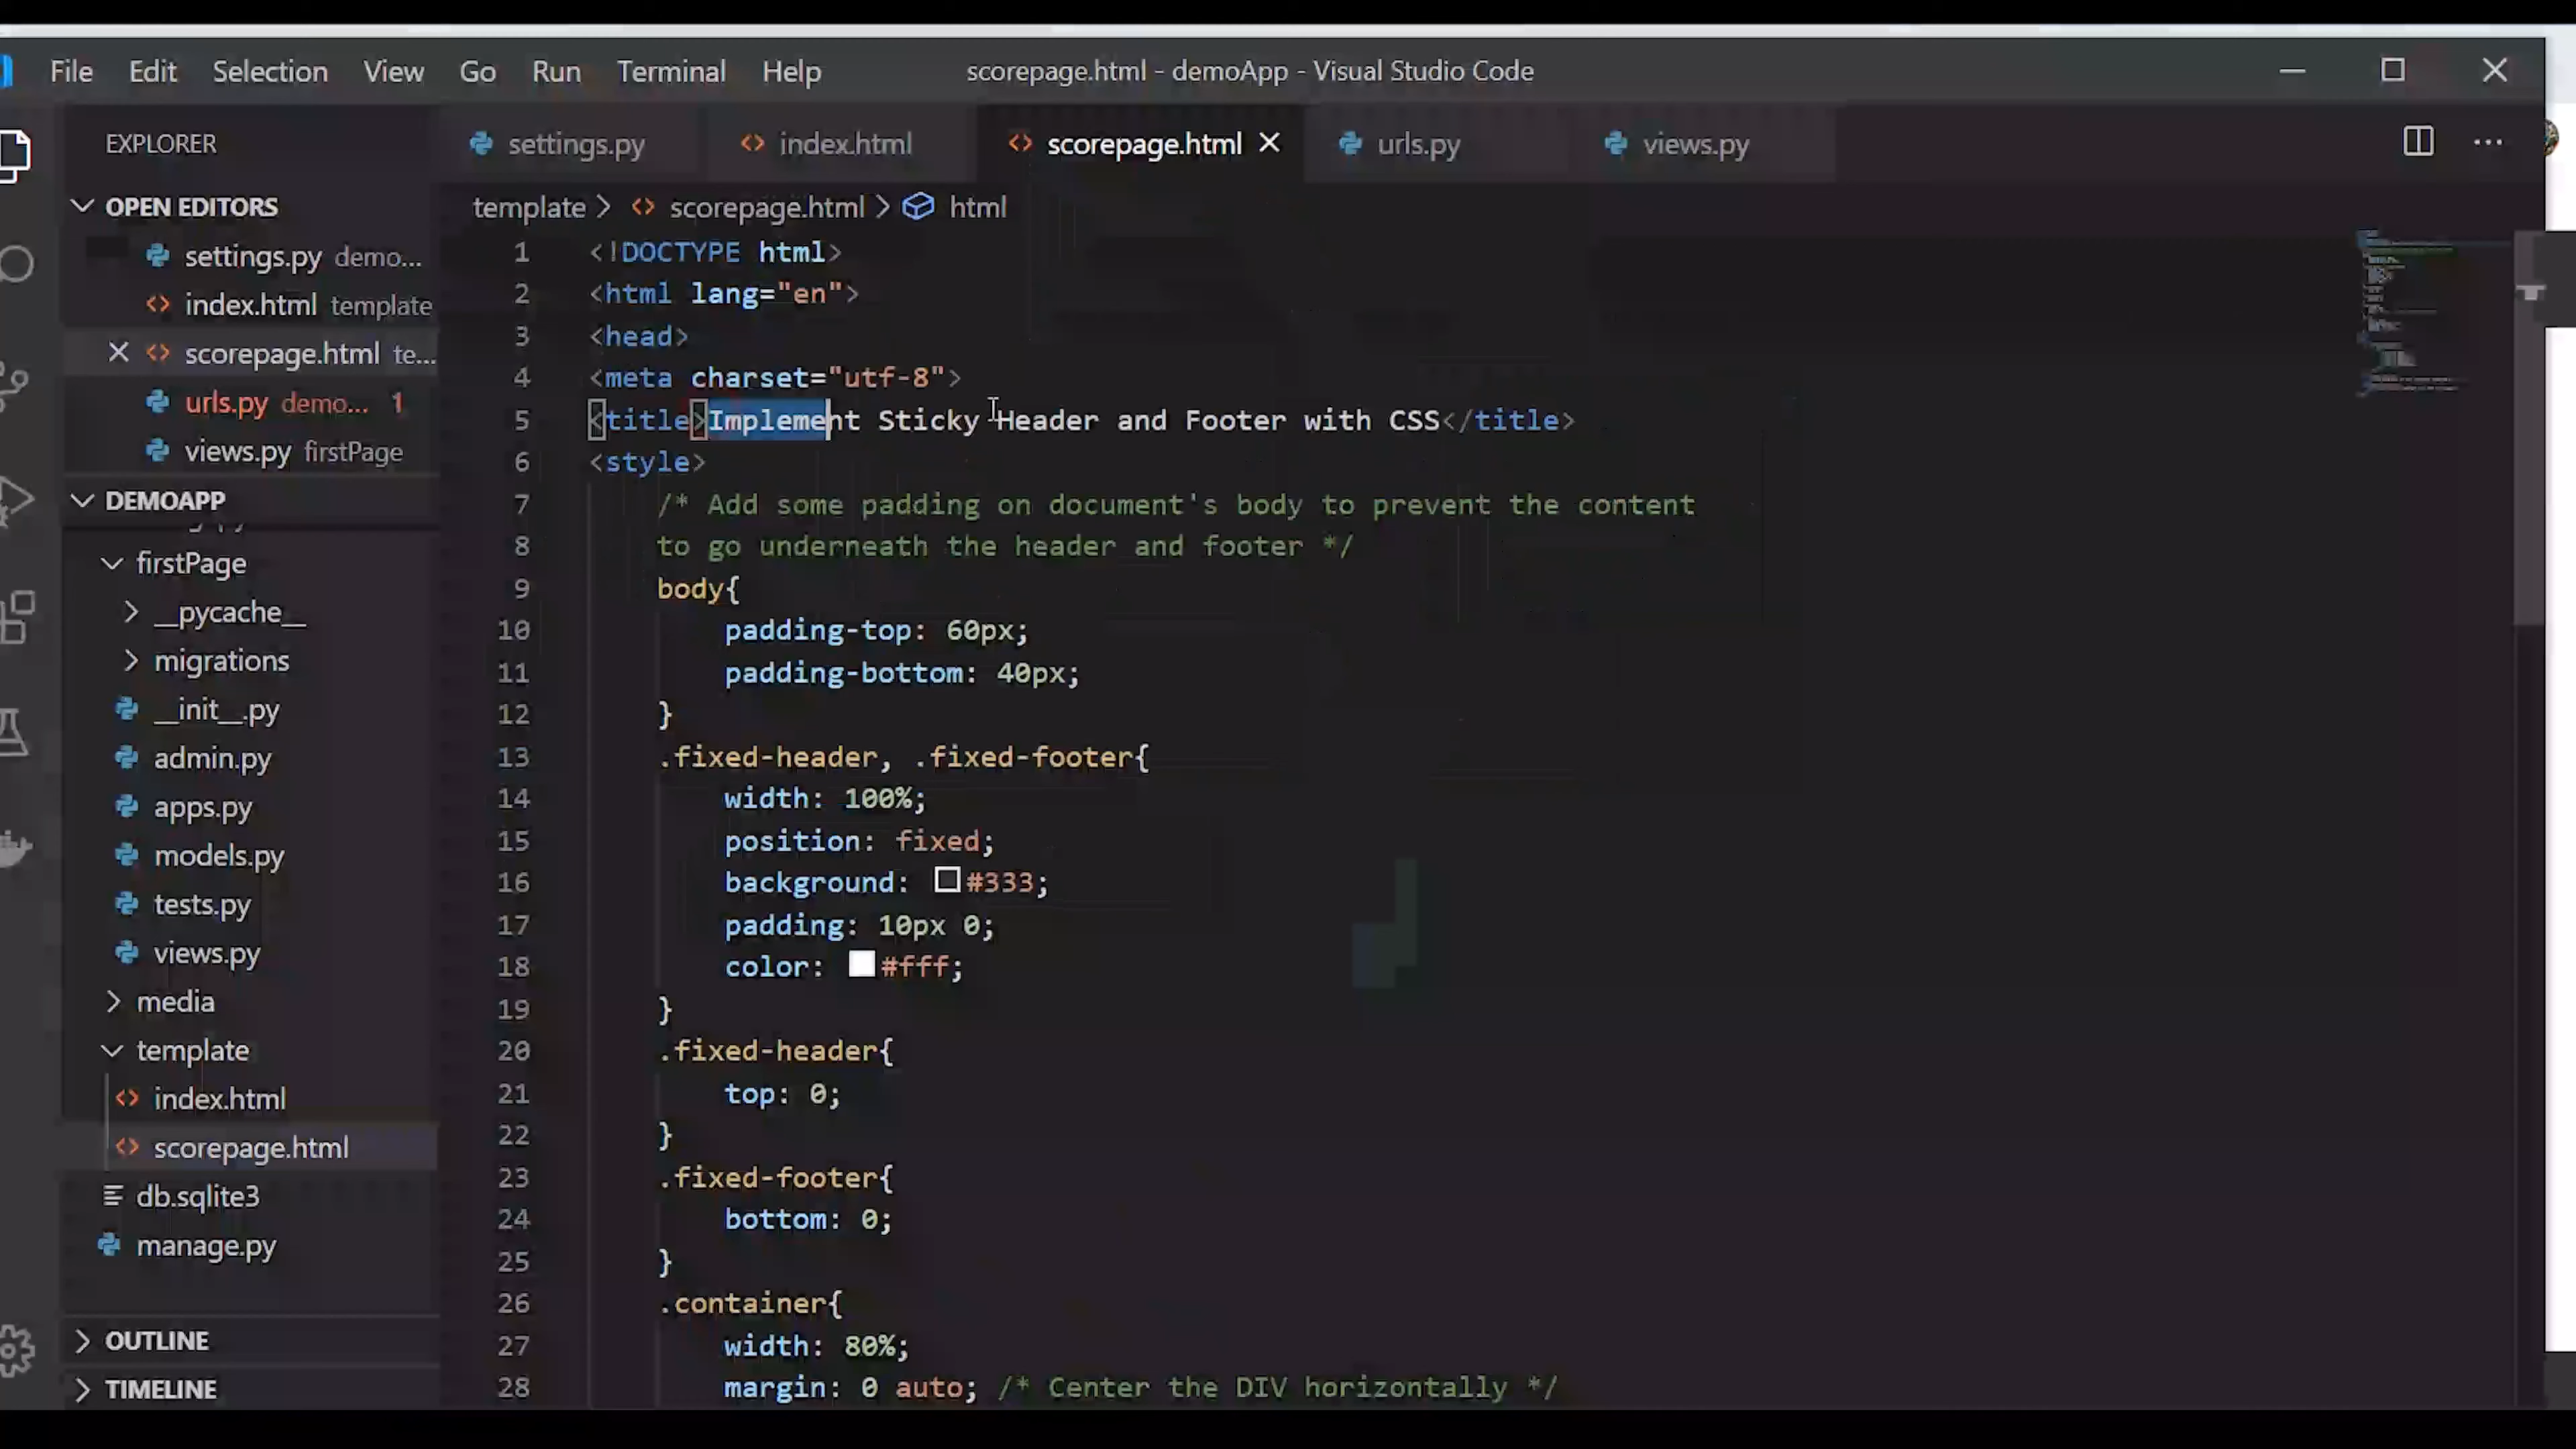 File Edit Selection View Go Run Terminal Help scorepage.html - demoApp - Visual Studio Code
EXPLORER
OPEN EDITORS
settings.py demo...
index.html template
scorepage.html te...
urls.py demo... 1
views.py firstPage
DEMOAPP
firstPage
__pycache__
migrations
__init__.py
admin.py
apps.py
models.py
tests.py
views.py
media
template
index.html
scorepage.html
db.sqlite3
manage.py
OUTLINE
TIMELINE
settings.py index.html scorepage.html urls.py views.py
template > scorepage.html > html
1 <!DOCTYPE html>
2 <html lang="en">
3 <head>
4 <meta charset="utf-8">
5 <title>Implement Sticky Header and Footer with CSS</title>
6 <style>
7 /* Add some padding on document's body to prevent the content
8 to go underneath the header and footer */
9 body{
10 padding-top: 60px;
11 padding-bottom: 40px;
12 }
13 .fixed-header, .fixed-footer{
14 width: 100%;
15 position: fixed;
16 background: #333;
17 padding: 10px 0;
18 color: #fff;
19 }
20 .fixed-header{
21 top: 0;
22 }
23 .fixed-footer{
24 bottom: 0;
25 }
26 .container{
27 width: 80%;
28 margin: 0 auto; /* Center the DIV horizontally */